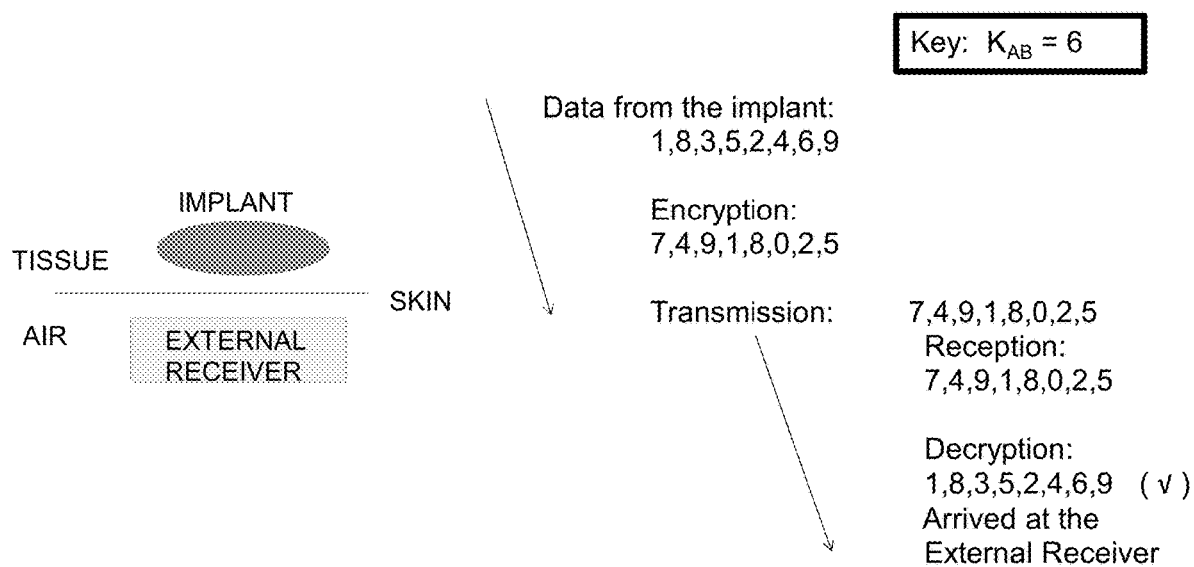 Key: K_AB = 6
Data from the implant:
1,8,3,5,2,4,6,9
Encryption:
7,4,9,1,8,0,2,5
IMPLANT
TISSUE
SKIN
AIR
EXTERNAL
RECEIVER
Transmission: 7,4,9,1,8,0,2,5
Reception:
7,4,9,1,8,0,2,5
Decryption:
1,8,3,5,2,4,6,9 ( √ )
Arrived at the
External Receiver